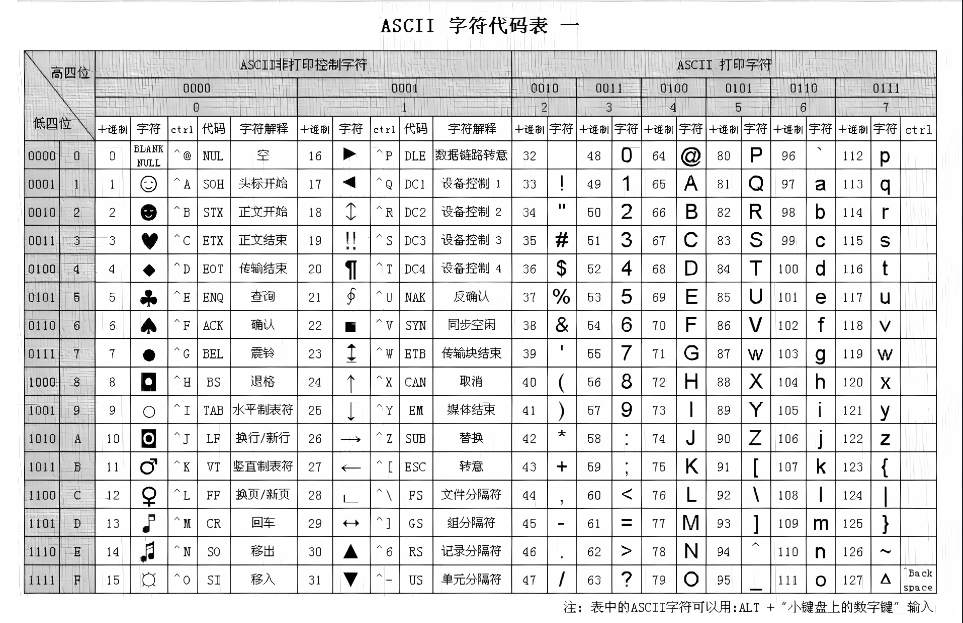 ASCII 字符代码表 一
高四位 ASCII非打印控制字符 ASCII 打印字符
0000 0001 0010 0011 0100 0101 0110 0111
0 1 2 3 4 5 6 7
低四位 十进制 字符 ctrl 代码 字符解释 十进制 字符 ctrl 代码 字符解释 十进制 字符 十进制 字符 十进制 字符 十进制 字符 十进制 字符 十进制 字符 ctrl
0000 0 0 BLANK NULL ^@ NUL 空 16 ► ^P DLE 数据链路转意 32 48 0 64 @ 80 P 96 ` 112 p
0001 1 1 ☺ ^A SOH 头标开始 17 ◄ ^Q DC1 设备控制 1 33 ! 49 1 65 A 81 Q 97 a 113 q
0010 2 2 ☻ ^B STX 正文开始 18 ↕ ^R DC2 设备控制 2 34 " 50 2 66 B 82 R 98 b 114 r
0011 3 3 ♥ ^C ETX 正文结束 19 ‼ ^S DC3 设备控制 3 35 # 51 3 67 C 83 S 99 c 115 s
0100 4 4 ♦ ^D EOT 传输结束 20 ¶ ^T DC4 设备控制 4 36 $ 52 4 68 D 84 T 100 d 116 t
0101 5 5 ♣ ^E ENQ 查询 21 ∮ ^U NAK 反确认 37 % 53 5 69 E 85 U 101 e 117 u
0110 6 6 ♠ ^F ACK 确认 22 ■ ^V SYN 同步空闲 38 & 54 6 70 F 86 V 102 f 118 v
0111 7 7 ● ^G BEL 震铃 23 ↨ ^W ETB 传输块结束 39 ' 55 7 71 G 87 w 103 g 119 w
1000 8 8 ◘ ^H BS 退格 24 ↑ ^X CAN 取消 40 ( 56 8 72 H 88 X 104 h 120 x
1001 9 9 ○ ^I TAB 水平制表符 25 ↓ ^Y EM 媒体结束 41 ) 57 9 73 I 89 Y 105 i 121 y
1010 A 10 ◙ ^J LF 换行/新行 26 → ^Z SUB 替换 42 * 58 : 74 J 90 Z 106 j 122 z
1011 B 11 ♂ ^K VT 竖直制表符 27 ← ^[ ESC 转意 43 + 59 ; 75 K 91 [ 107 k 123 {
1100 C 12 ♀ ^L FF 换页/新页 28 ∟ ^\ FS 文件分隔符 44 , 60 < 76 L 92 \ 108 l 124 |
1101 D 13 ♪ ^M CR 回车 29 ↔ ^] GS 组分隔符 45 - 61 = 77 M 93 ] 109 m 125 }
1110 E 14 ♫ ^N SO 移出 30 ▲ ^6 RS 记录分隔符 46 . 62 > 78 N 94 ^ 110 n 126 ~
1111 F 15 ☼ ^O SI 移入 31 ▼ ^- US 单元分隔符 47 / 63 ? 79 O 95 _ 111 o 127 Δ ^Back space
注: 表中的ASCII字符可以用:ALT + "小键盘上的数字键" 输入